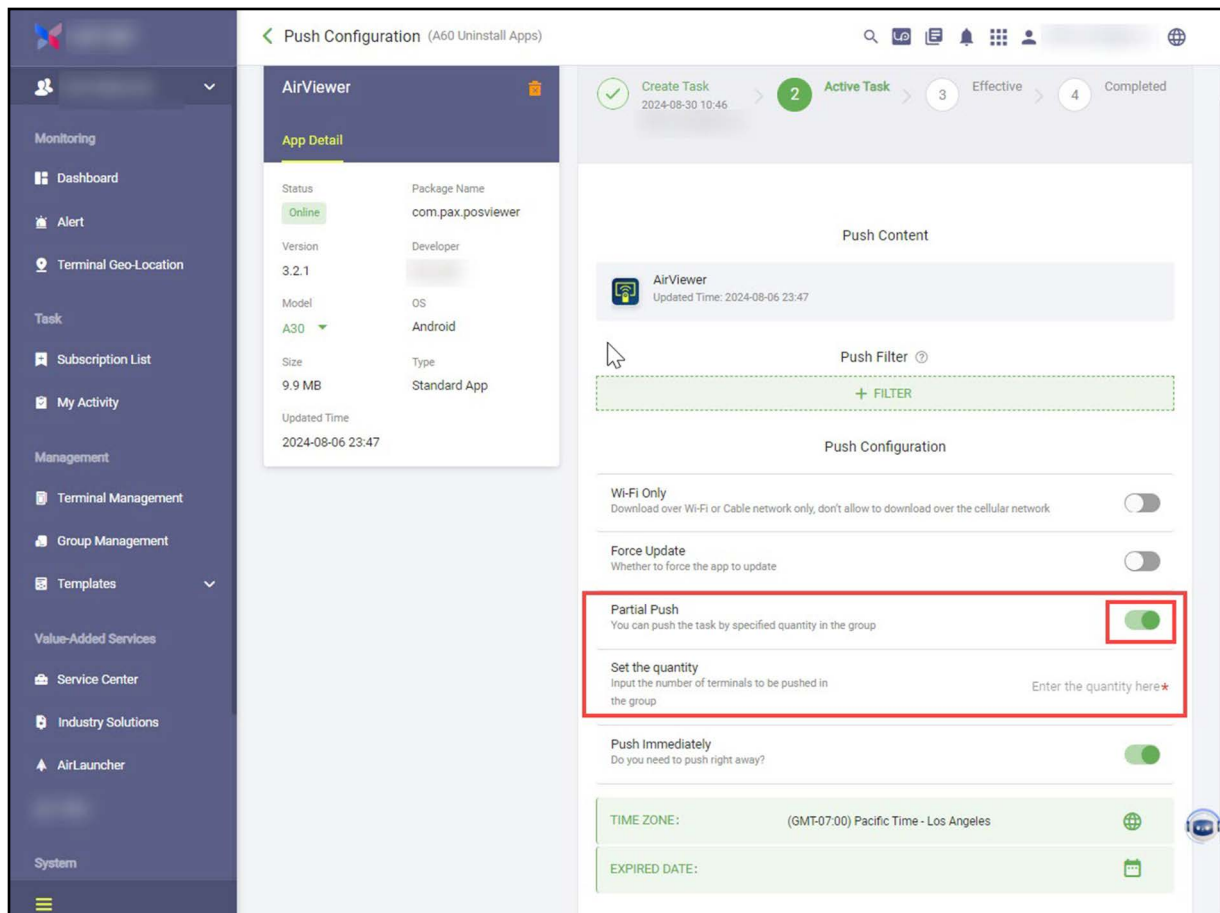 Push Configuration (A60 Uninstall Apps)
Monitoring
Dashboard
Alert
Terminal Geo-Location
Task
Subscription List
My Activity
Management
Terminal Management
Group Management
Templates
Value-Added Services
Service Center
Industry Solutions
AirLauncher
System
AirViewer
App Detail
Status
Package Name
Online
com.pax.posviewer
Version
Developer
3.2.1
Model
OS
A30
Android
Size
Type
9.9 MB
Standard App
Updated Time
2024-08-06 23:47
Create Task
2024-08-30 10:46
2
Active Task
3
Effective
4
Completed
Push Content
AirViewer
Updated Time: 2024-08-06 23:47
Push Filter ?
+ FILTER
Push Configuration
Wi-Fi Only
Download over Wi-Fi or Cable network only, don't allow to download over the cellular network
Force Update
Whether to force the app to update
Partial Push
You can push the task by specified quantity in the group
Set the quantity
Input the number of terminals to be pushed in
the group
Enter the quantity here*
Push Immediately
Do you need to push right away?
TIME ZONE:
(GMT-07:00) Pacific Time - Los Angeles
EXPIRED DATE: